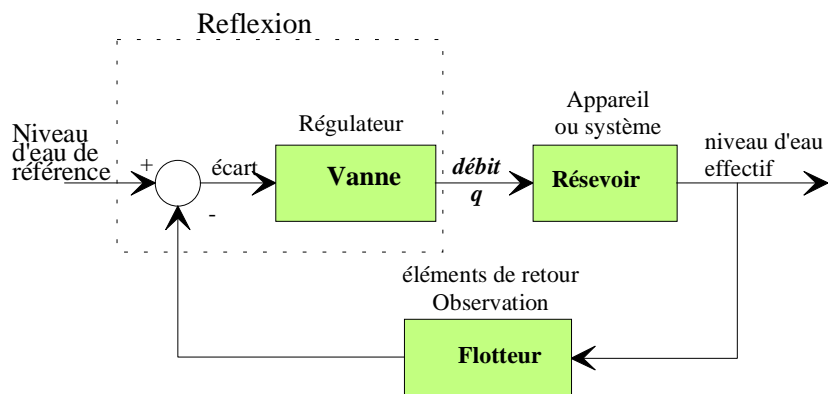 Reflexion
Appareil
ou système
Régulateur
Niveau
d'eau de
référence
+
écart
Vanne
débit
q
Résevoir
niveau d'eau
effectif
-
éléments de retour
Observation
Flotteur